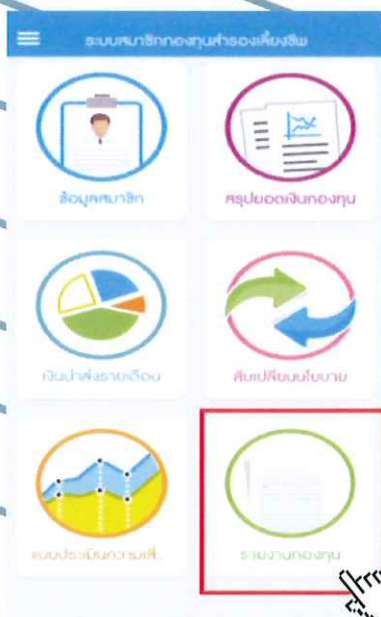 ระบบสมาชิกกองทุนสำรองเลี้ยงชีพ
ข้อมูลสมาชิก
สรุปยอดเงินกองทุน
เงินนำส่งรายเดือน
สับเปลี่ยนนโยบาย
แบบประเมินความเสี่..
รายงานกองทุน